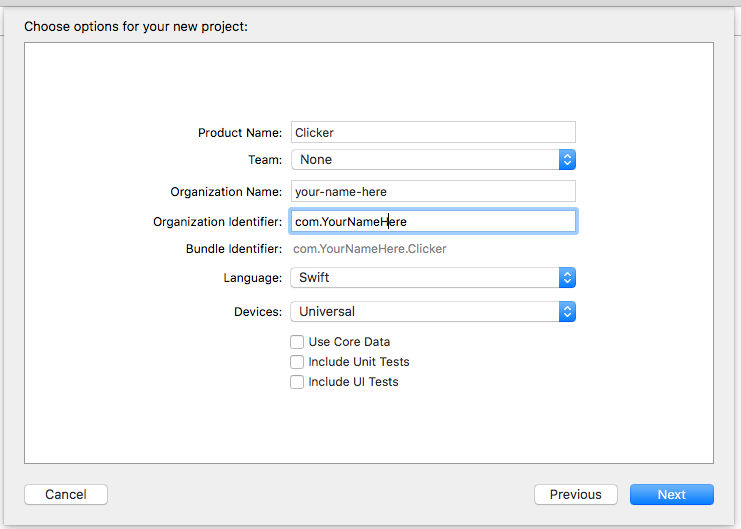 Choose options for your new project:
Product Name: Clicker
Team: None
Organization Name: your-name-here
Organization Identifier: com.YourNameHere
Bundle Identifier: com.YourNameHere.Clicker
Language: Swift
Devices: Universal
Use Core Data
Include Unit Tests
Include UI Tests
Cancel Previous Next